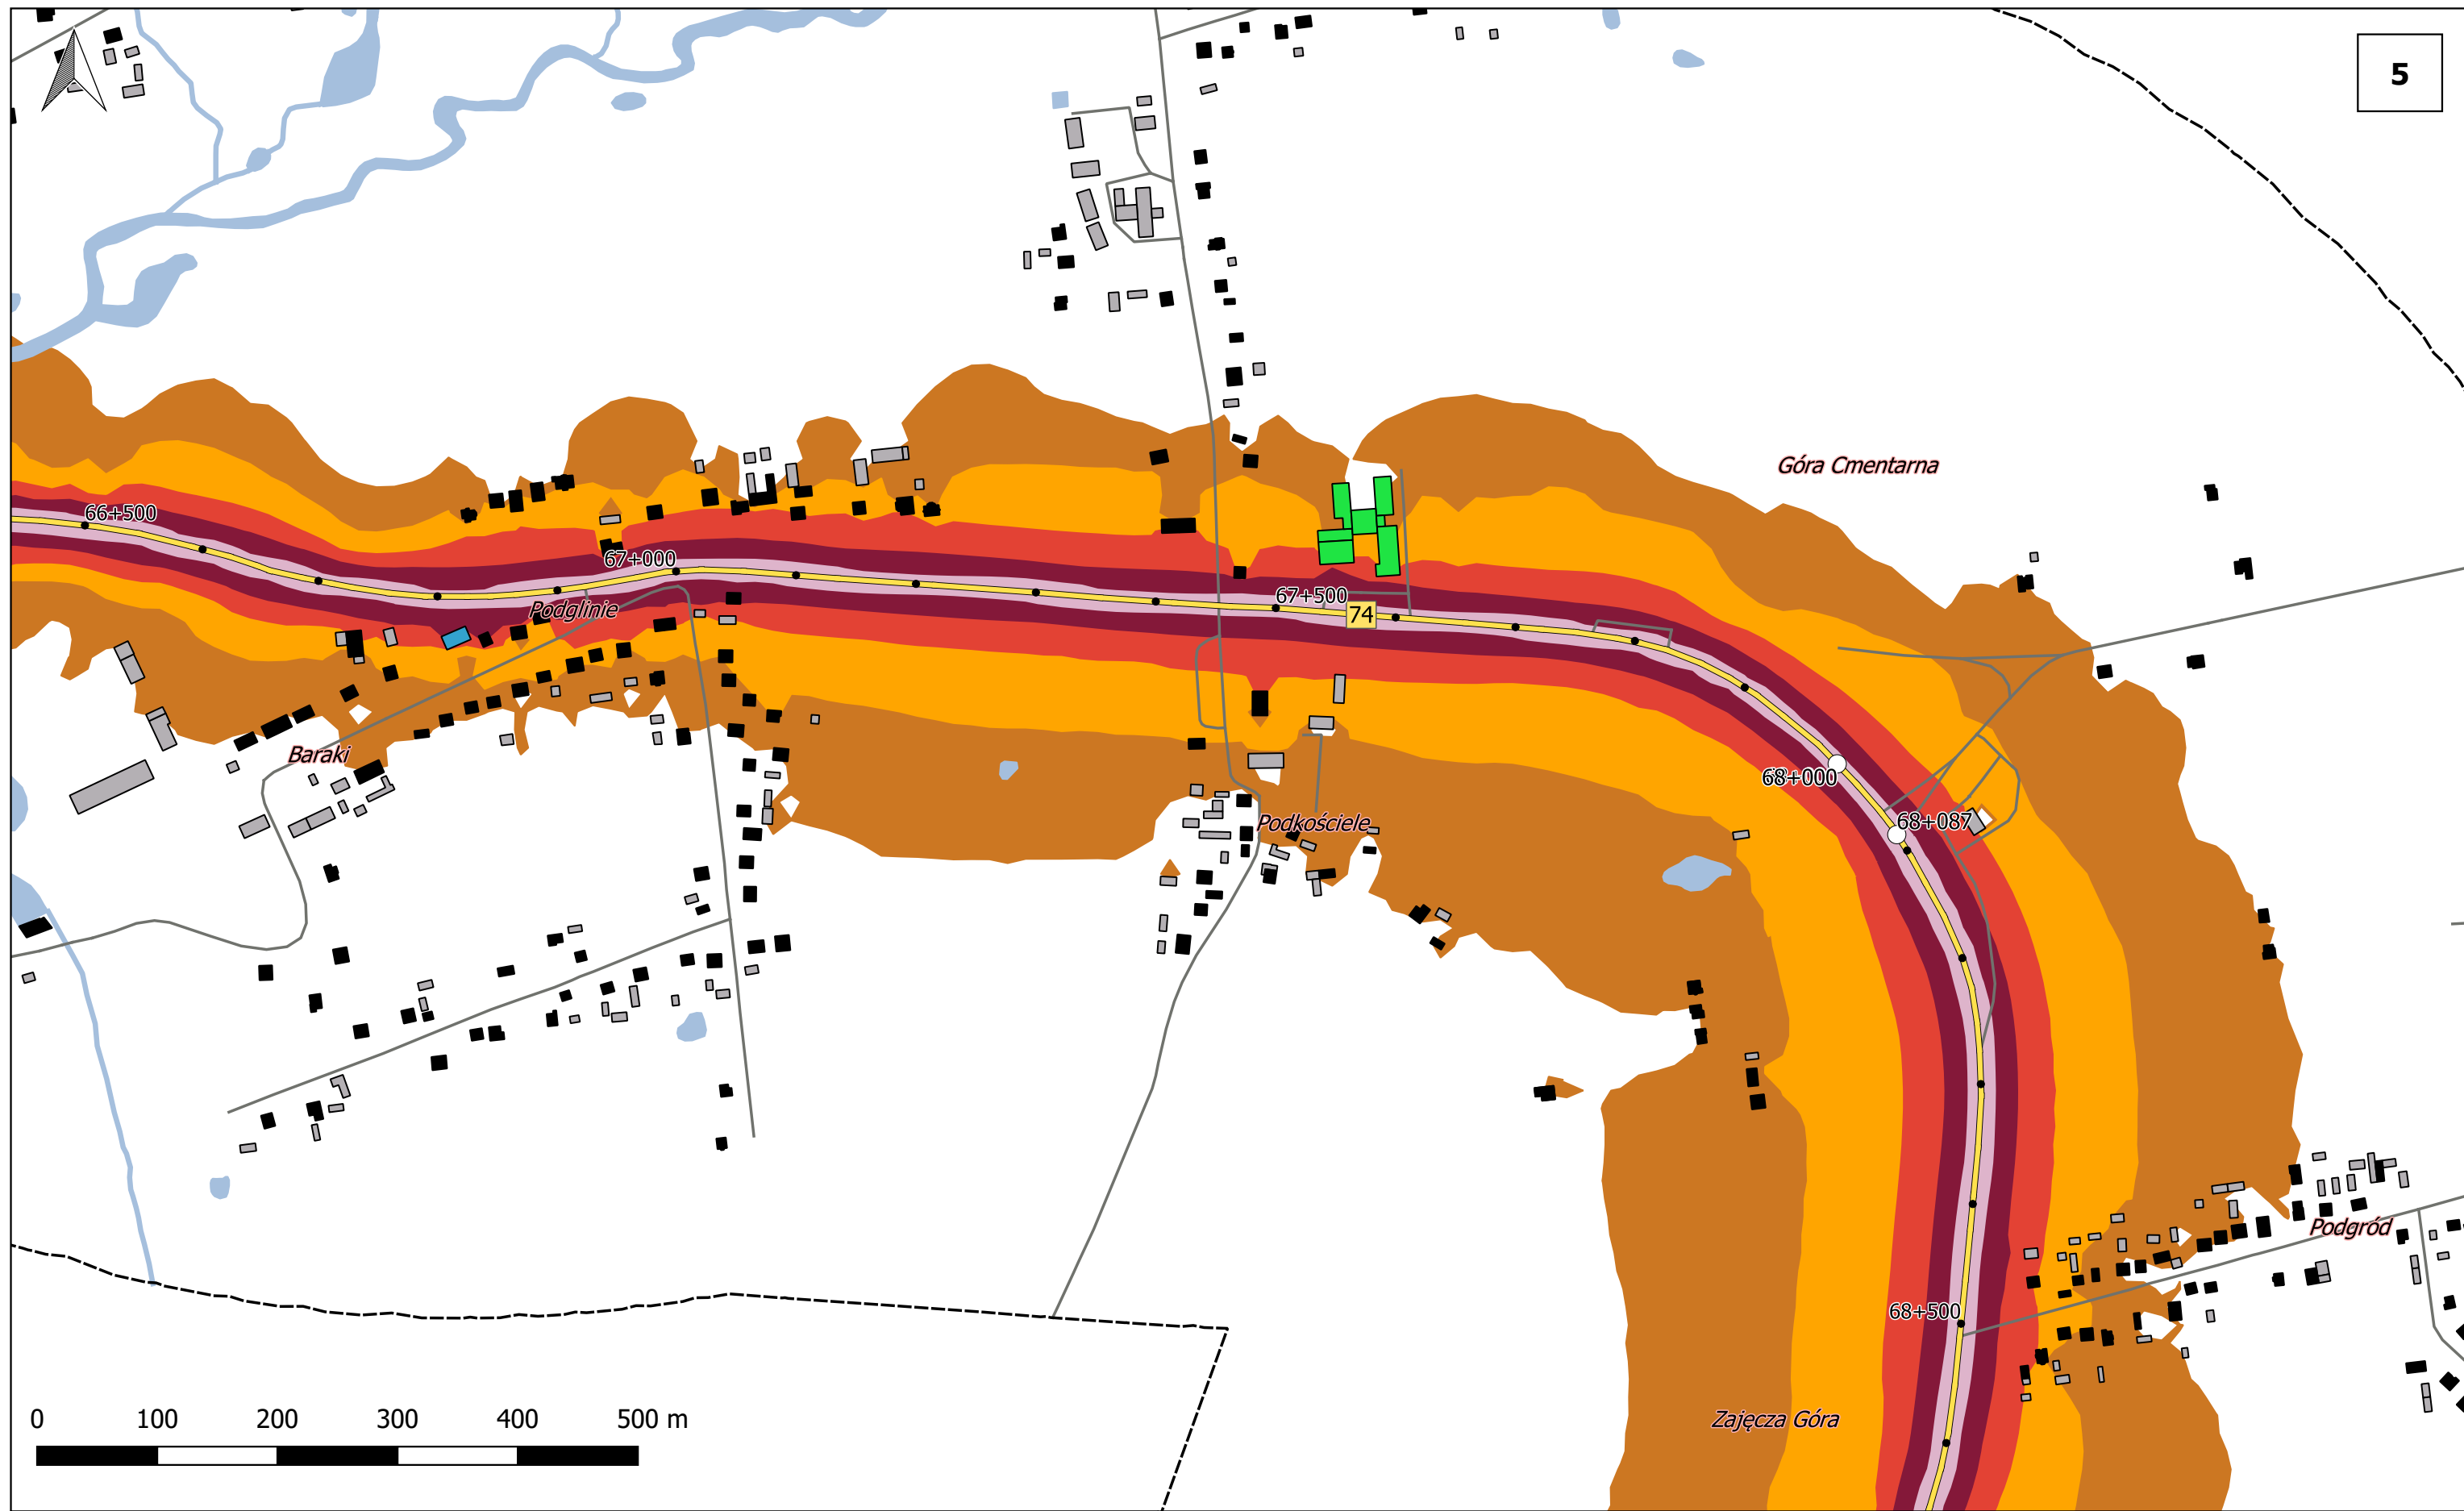 5
Góra Cmentarna
66+500
67+000
67+500
Podglinie
74
Baraki
68+000
Podkościele
68+087
Podgród
68+500
Zajęcza Góra
0 100 200 300 400 500 m